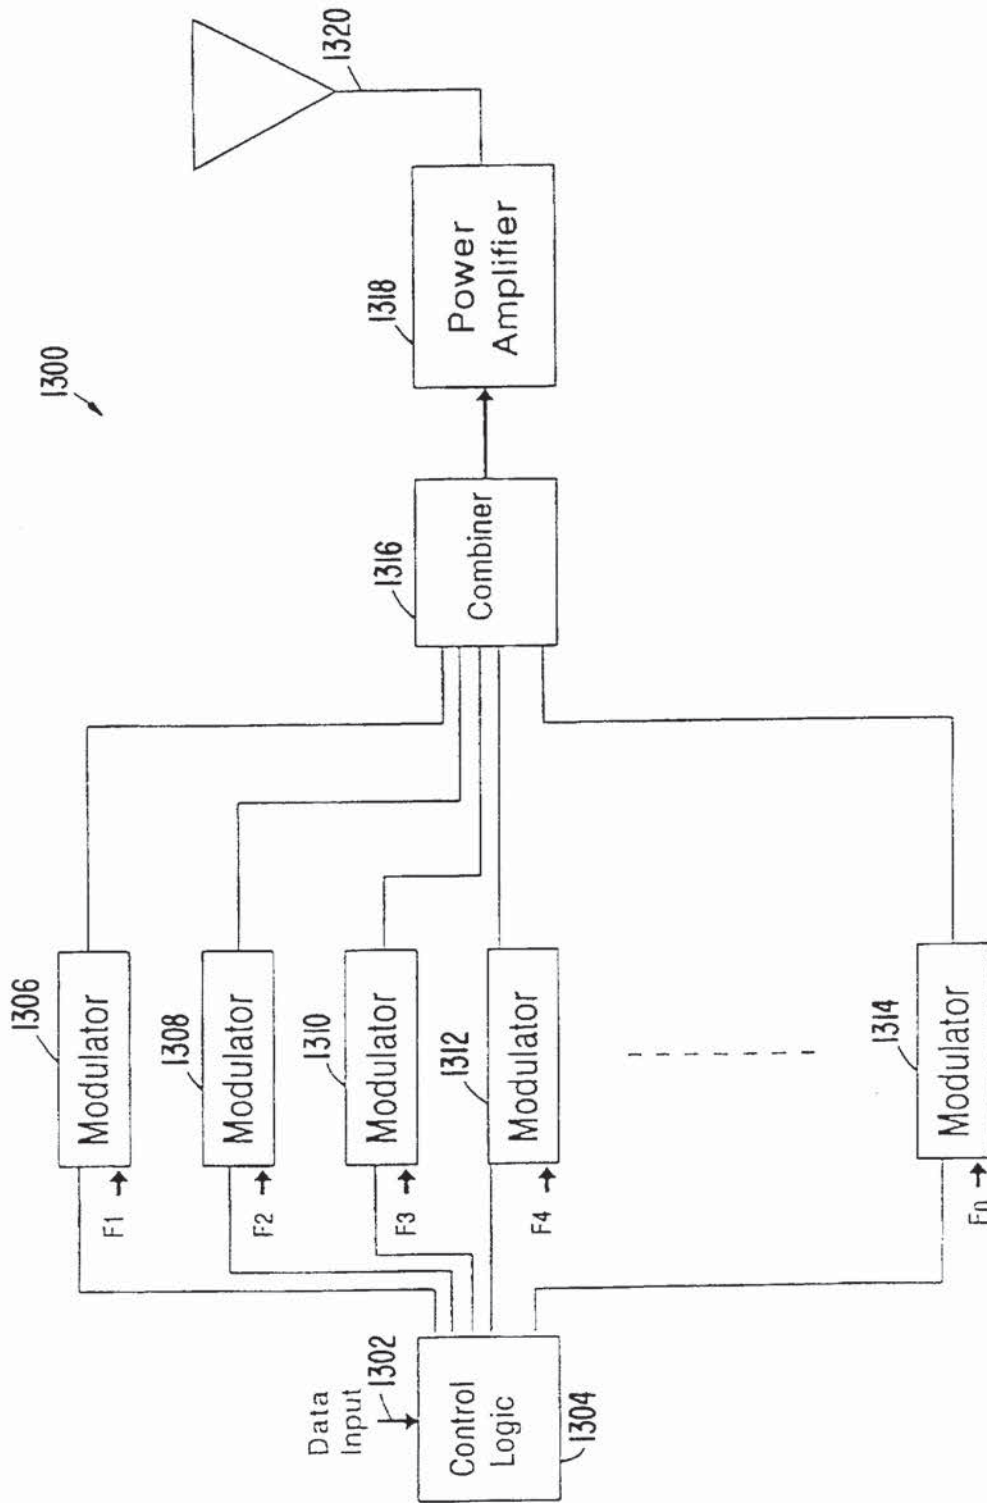 1300
Data
Input
1302
Control
Logic
1304
F1
Modulator
1306
F2
Modulator
1308
F3
Modulator
1310
F4
Modulator
1312
Fn
Modulator
1314
Combiner
1316
Power
Amplifier
1318
1320